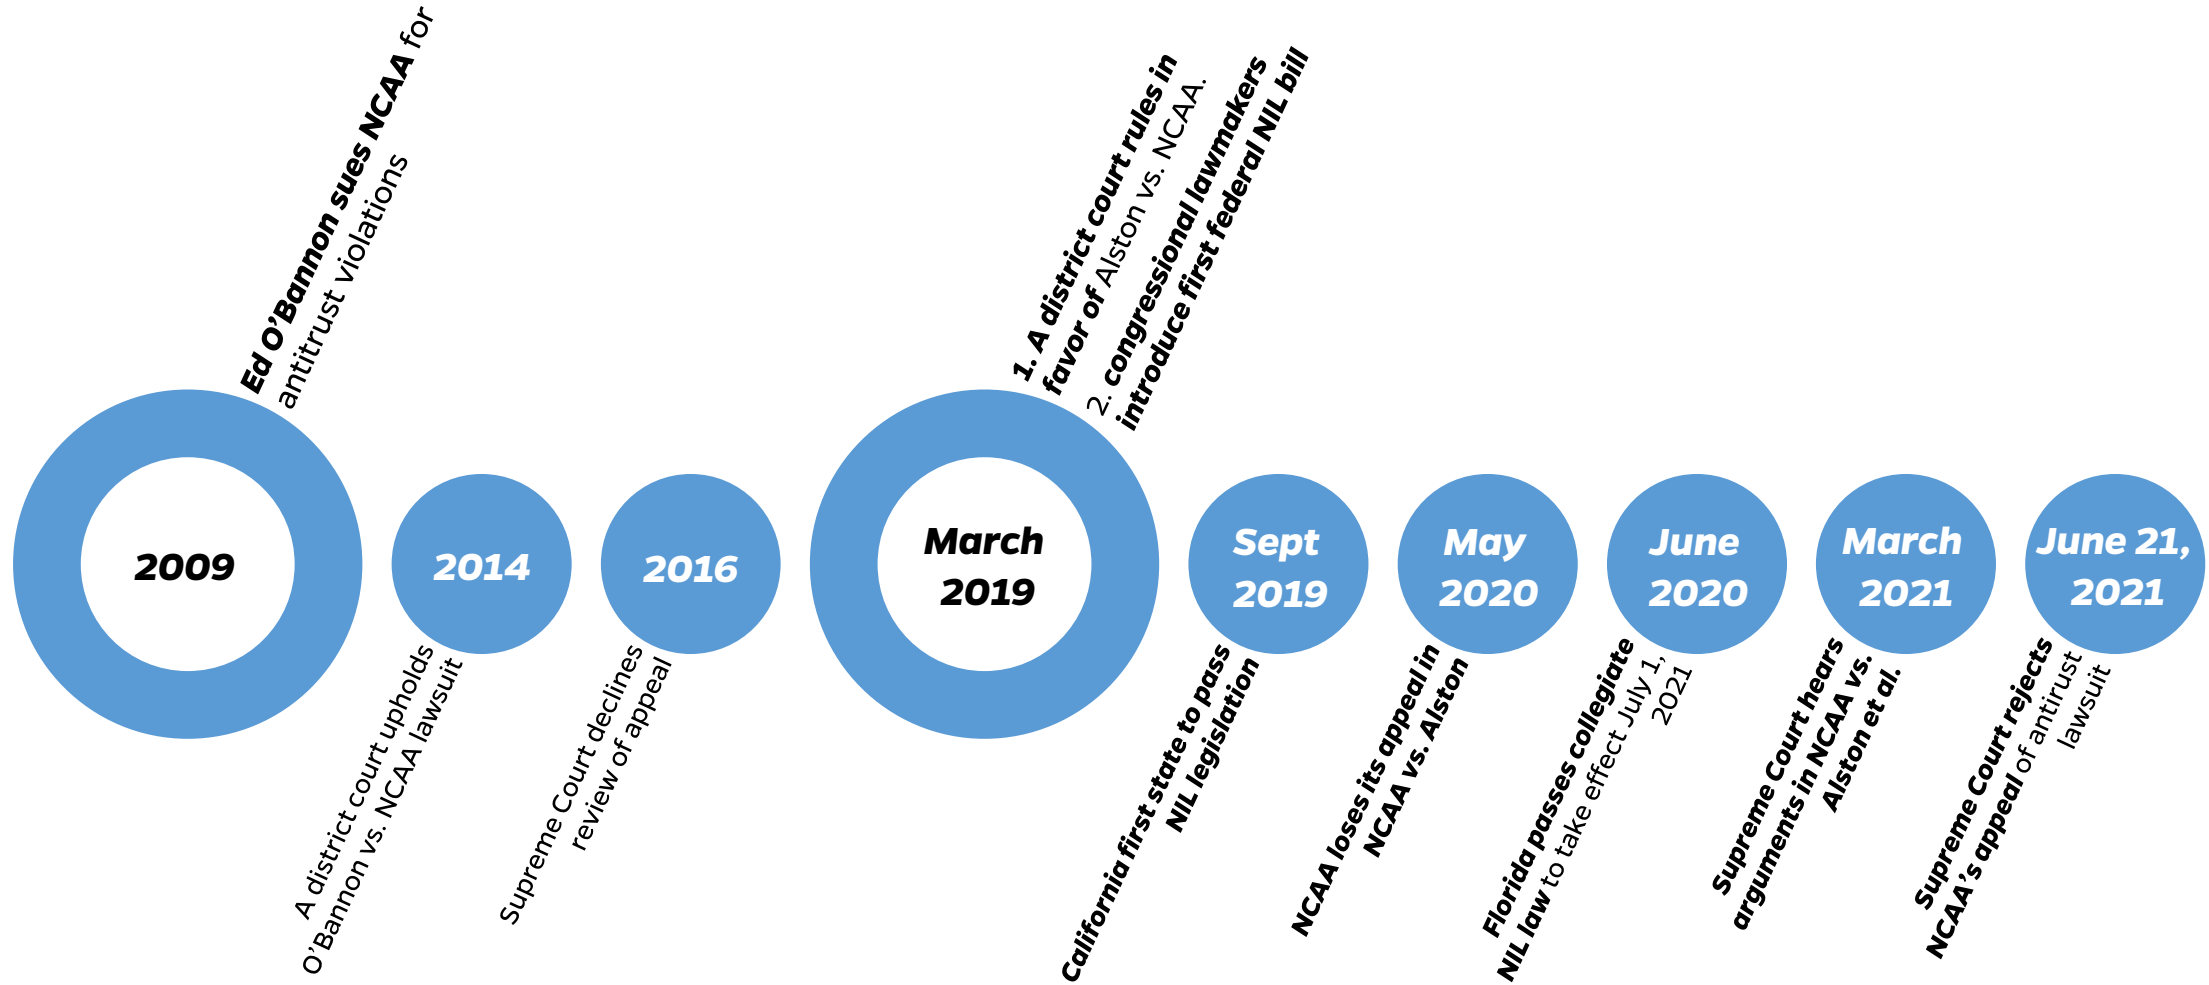 Ed O’Bannon sues NCAA for
antitrust violations
2009
2014
A district court upholds
O’Bannon vs. NCAA lawsuit
2016
Supreme Court declines
review of appeal
1. A district court rules in
favor of Alston vs. NCAA.
2. congressional lawmakers
introduce first federal NIL bill
March
2019
Sept
2019
California first state to pass
NIL legislation
May
2020
NCAA loses its appeal in
NCAA vs. Alston
June
2020
Florida passes collegiate
NIL law to take effect July 1,
2021
March
2021
Supreme Court hears
arguments in NCAA vs.
Alston et al.
June 21,
2021
Supreme Court rejects
NCAA’s appeal of antirust
lawsuit